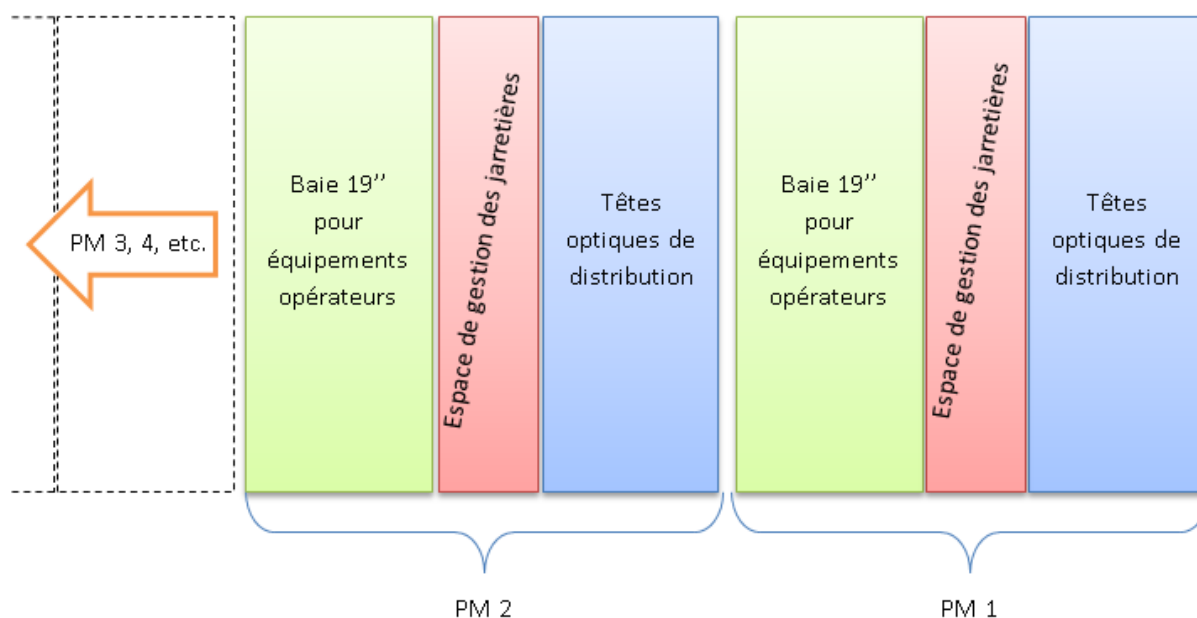 PM 3, 4, etc.
Baie 19’’
pour
équipements
opérateurs
Espace de gestion des jarretières
Têtes
optiques de
distribution
Baie 19’’
pour
équipements
opérateurs
Espace de gestion des jarretières
Têtes
optiques de
distribution
PM 2
PM 1